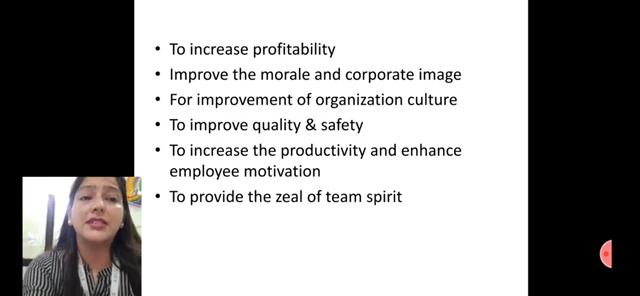 • To increase profitability
• Improve the morale and corporate image
• For improvement of organization culture
• To improve quality & safety
• To increase the productivity and enhance
employee motivation
• To provide the zeal of team spirit